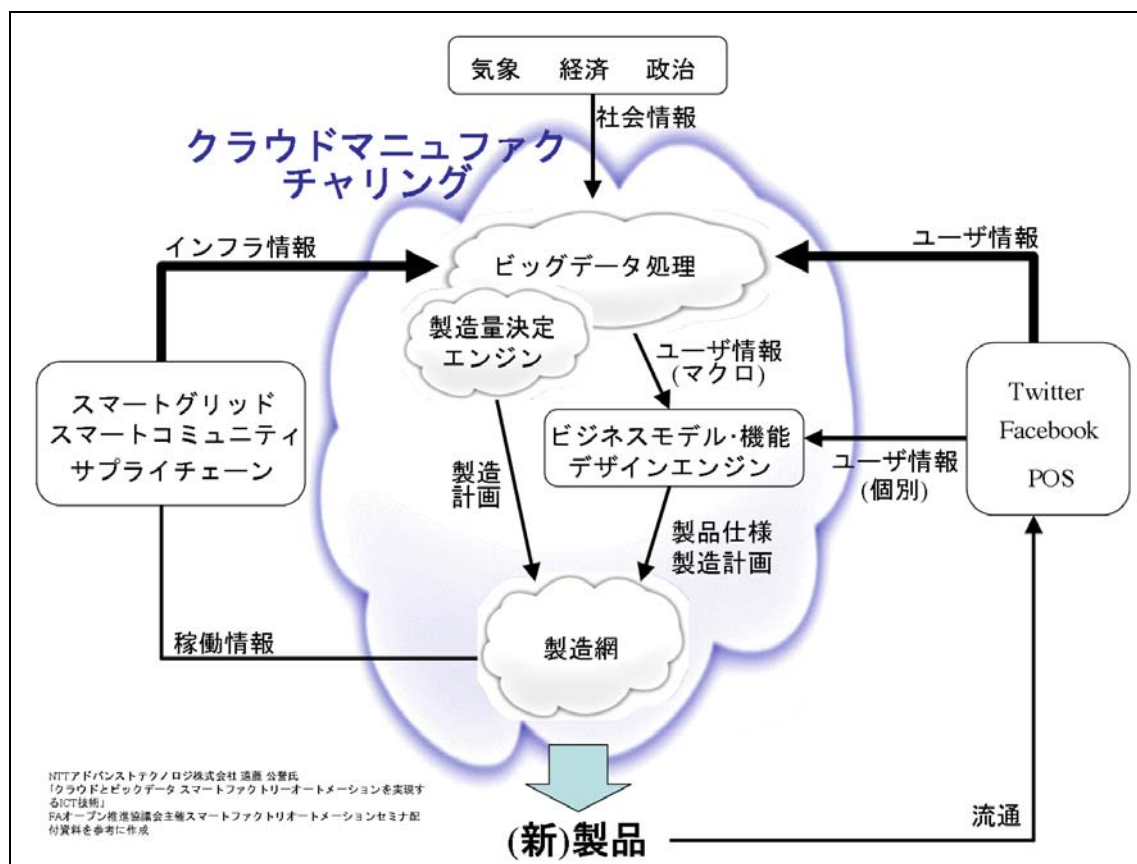 気象 経済 政治
社会情報
クラウドマニュファク
チャリング
インフラ情報
ユーザ情報
ビッグデータ処理
製造量決定
エンジン
ユーザ情報
(マクロ)
スマートグリッド
スマートコミュニティ
サプライチェーン
ビジネスモデル･機能
デザインエンジン
Twitter
Facebook
POS
ユーザ情報
(個別)
製造
計画
製品仕様
製造計画
稼働情報
製造網
NTTアドバンストテクノロジ株式会社 遠藤 公誉氏
「クラウドとビックデータ スマートファクトリーオートメーションを実現す
るICT技術」
FAオープン推進協議会主催スマートファクトリオートメーションセミナ配
付資料を参考に作成
(新)製品
流通